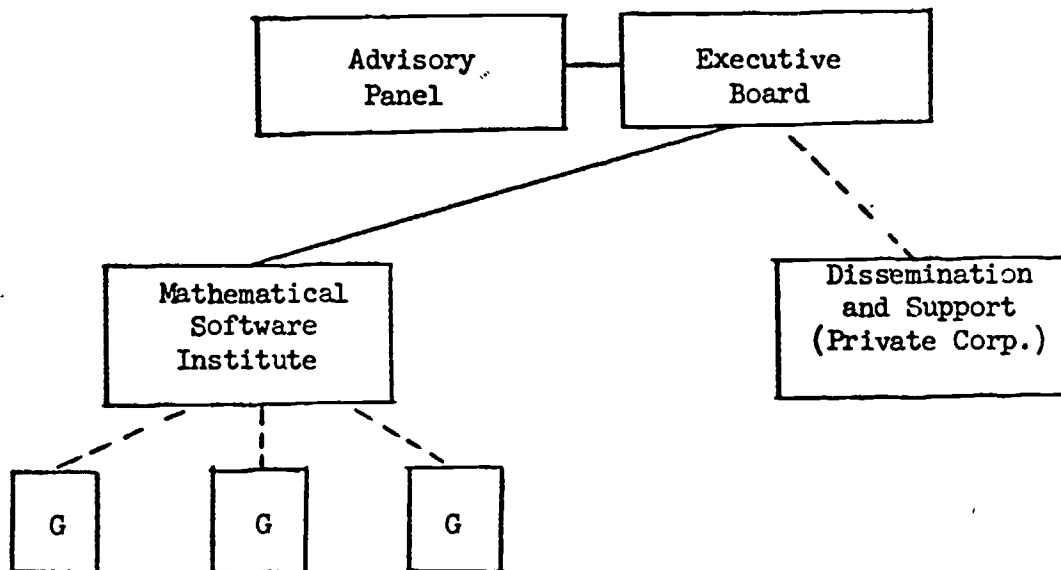 Advisory
Panel
Executive
Board
Mathematical
Software
Institute
Dissemination
and Support
(Private Corp.)
G
G
G